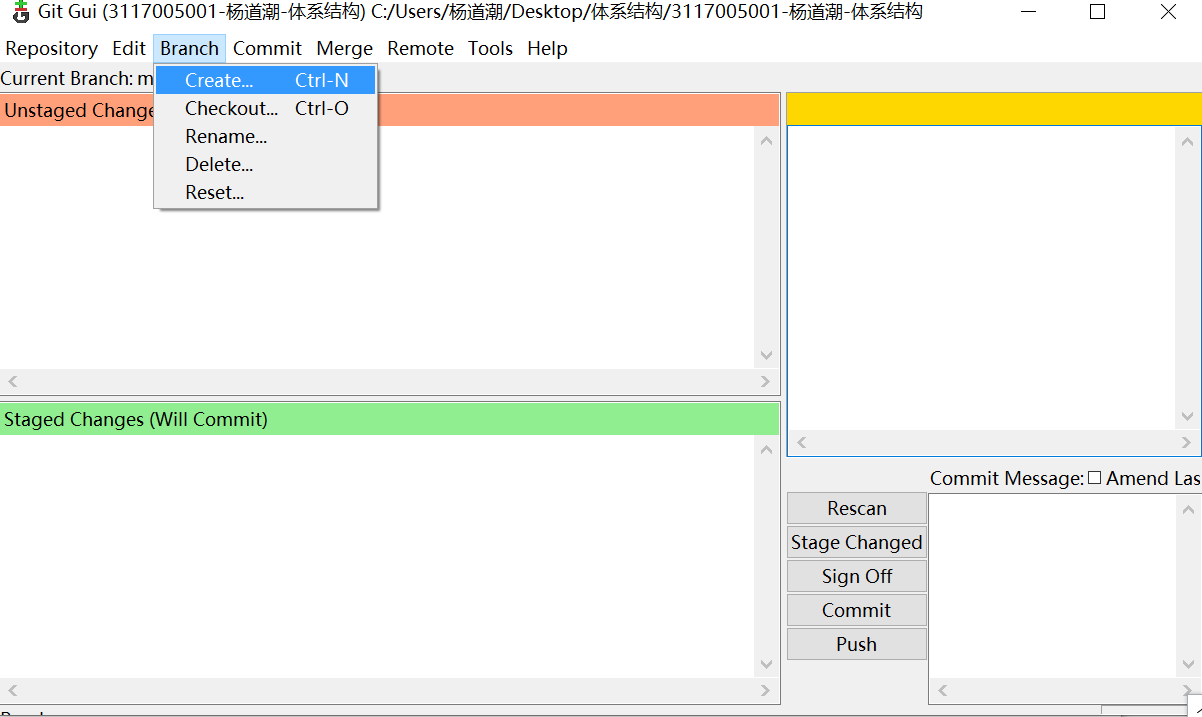 Git Gui (3117005001-杨道潮-体系结构) C:/Users/杨道潮/Desktop/体系结构/3117005001-杨道潮-体系结构
Repository Edit Branch Commit Merge Remote Tools Help
Current Branch: m
Create... Ctrl-N
Unstaged Change
Checkout... Ctrl-O
Rename...
Delete...
Reset...
Staged Changes (Will Commit)
Commit Message: Amend Las
Rescan
Stage Changed
Sign Off
Commit
Push